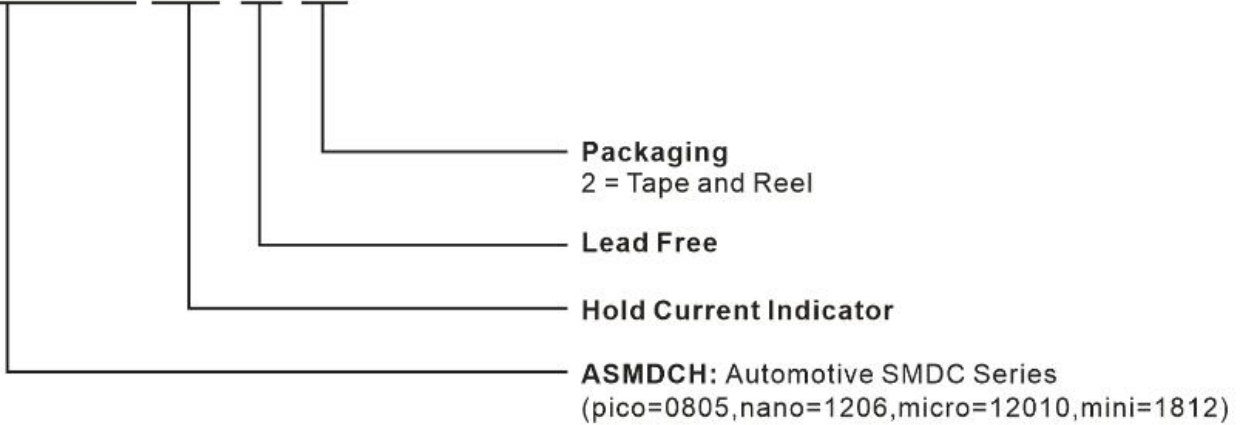 Packaging
2 = Tape and Reel
Lead Free
Hold Current Indicator
ASMDCH: Automotive SMDC Series
(pico=0805,nano=1206,micro=12010,mini=1812)